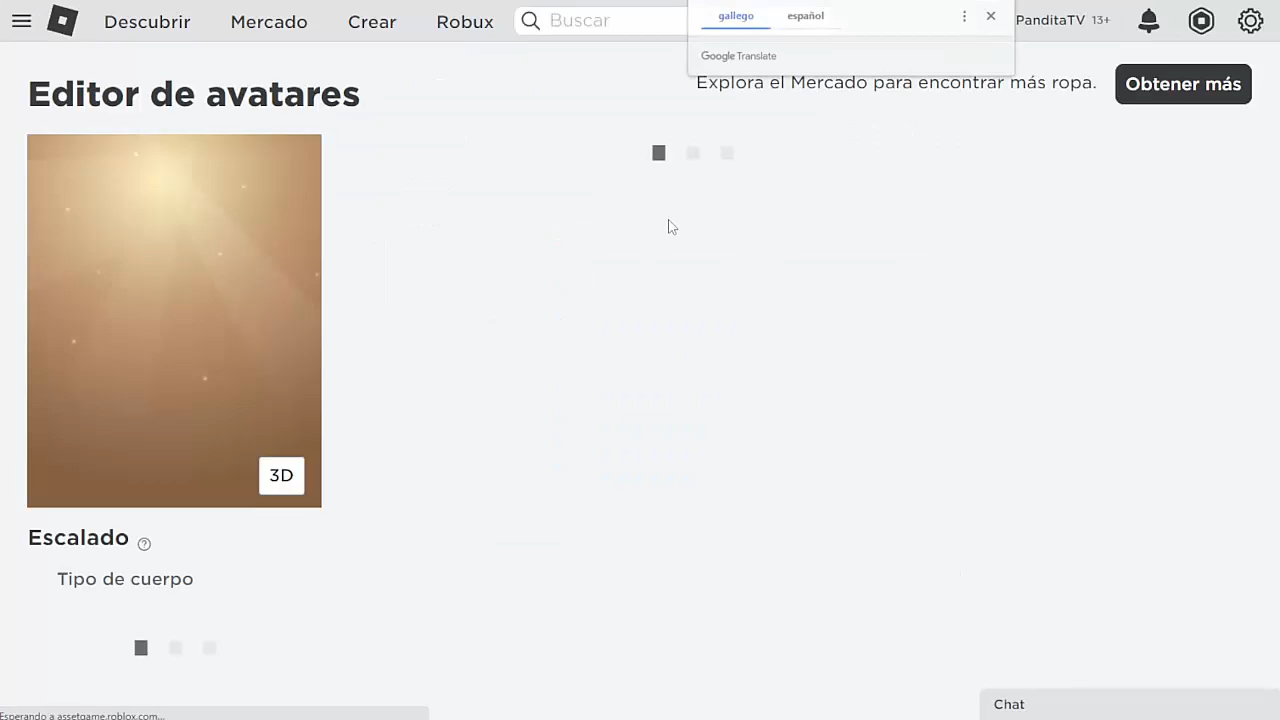 Descubrir Mercado Crear Robux Buscar
gallego español
PanditaTV 13+
Google Translate
Editor de avatares
Explora el Mercado para encontrar más ropa.
Obtener más
3D
Escalado ?
Tipo de cuerpo
Chat
Esperando a assetgame.roblox.com...